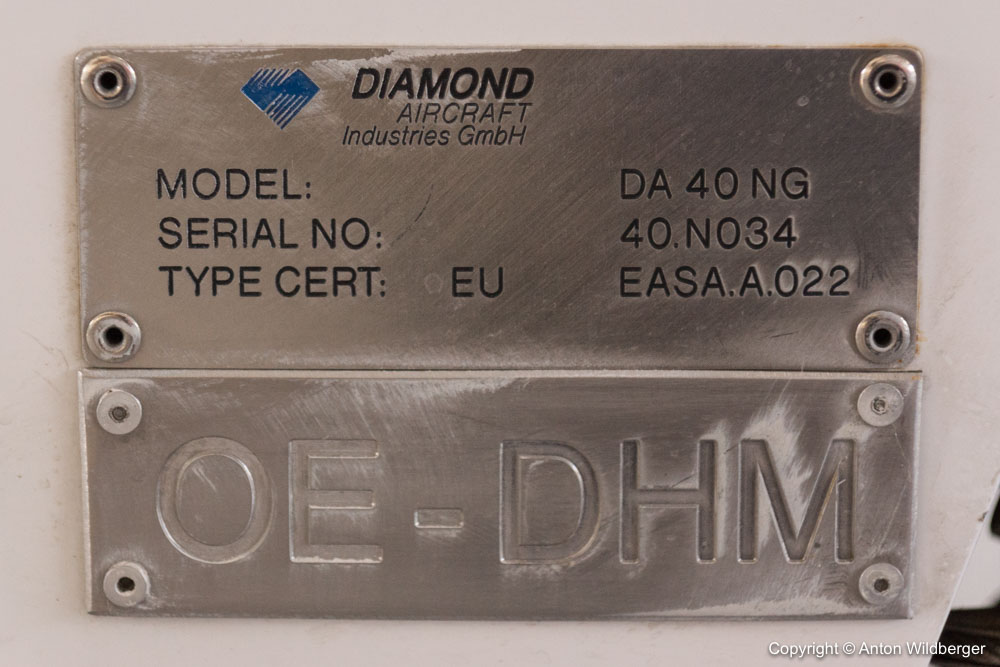 DIAMOND
AIRCRAFT
Industries GmbH
MODEL: DA 40 NG
SERIAL NO: 40.N034
TYPE CERT: EU EASA.A.022
OE-DHM
Copyright © Anton Wildberger